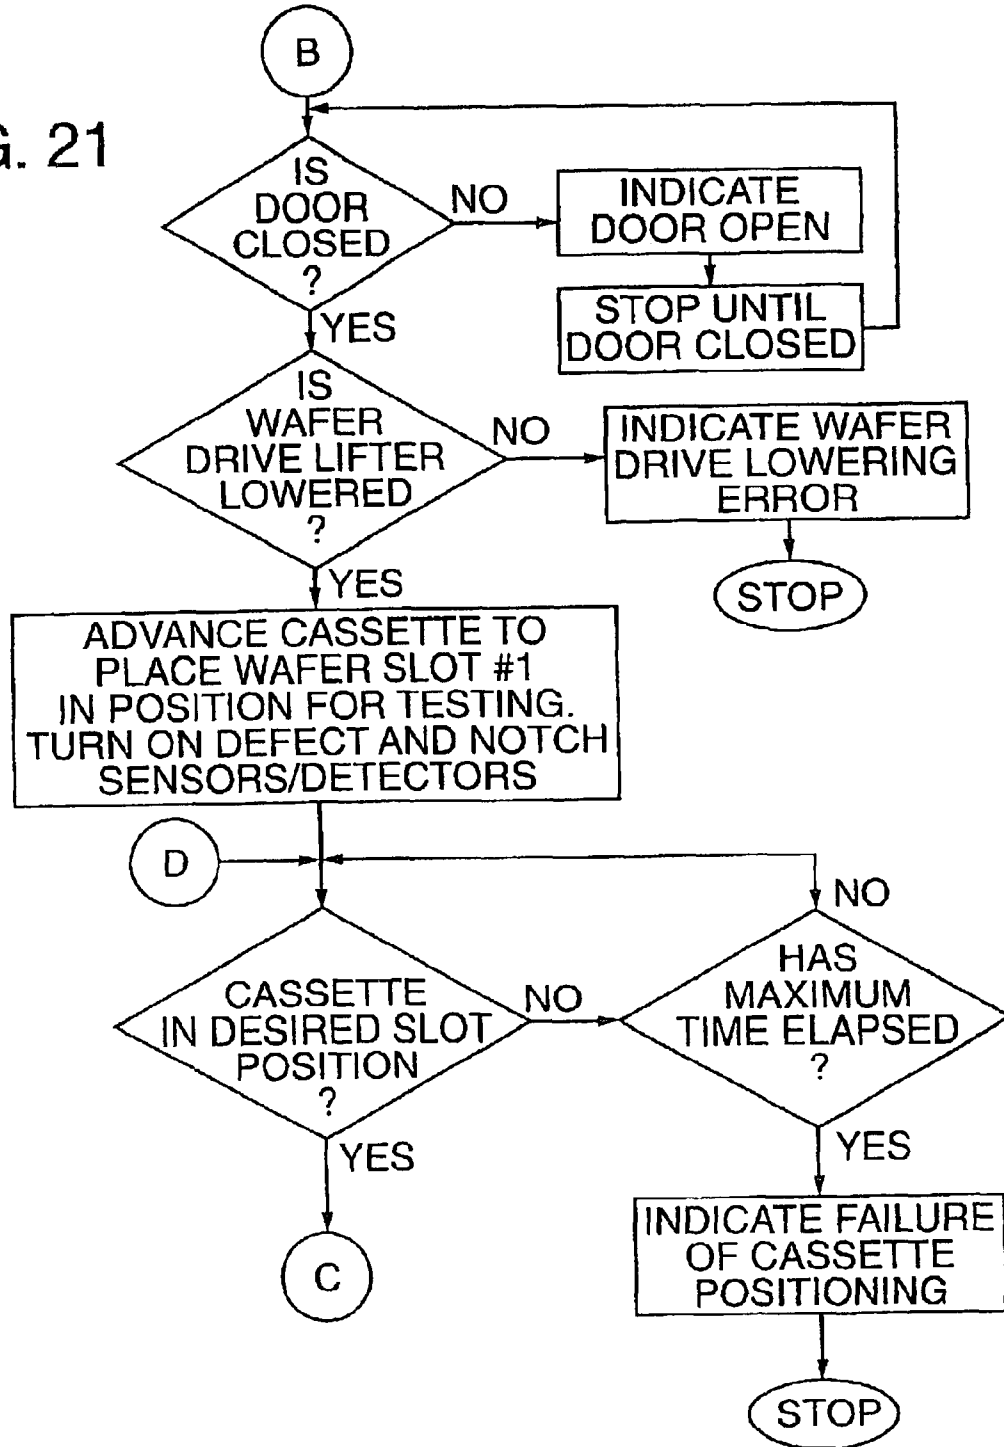 B
G. 21
IS
DOOR
CLOSED
?
NO
INDICATE
DOOR OPEN
STOP UNTIL
DOOR CLOSED
YES
IS
WAFER
DRIVE LIFTER
LOWERED
?
NO
INDICATE WAFER
DRIVE LOWERING
ERROR
STOP
YES
ADVANCE CASSETTE TO
PLACE WAFER SLOT #1
IN POSITION FOR TESTING.
TURN ON DEFECT AND NOTCH
SENSORS/DETECTORS
D
NO
CASSETTE
IN DESIRED SLOT
POSITION
?
NO
HAS
MAXIMUM
TIME ELAPSED
?
YES
C
YES
INDICATE FAILURE
OF CASSETTE
POSITIONING
STOP